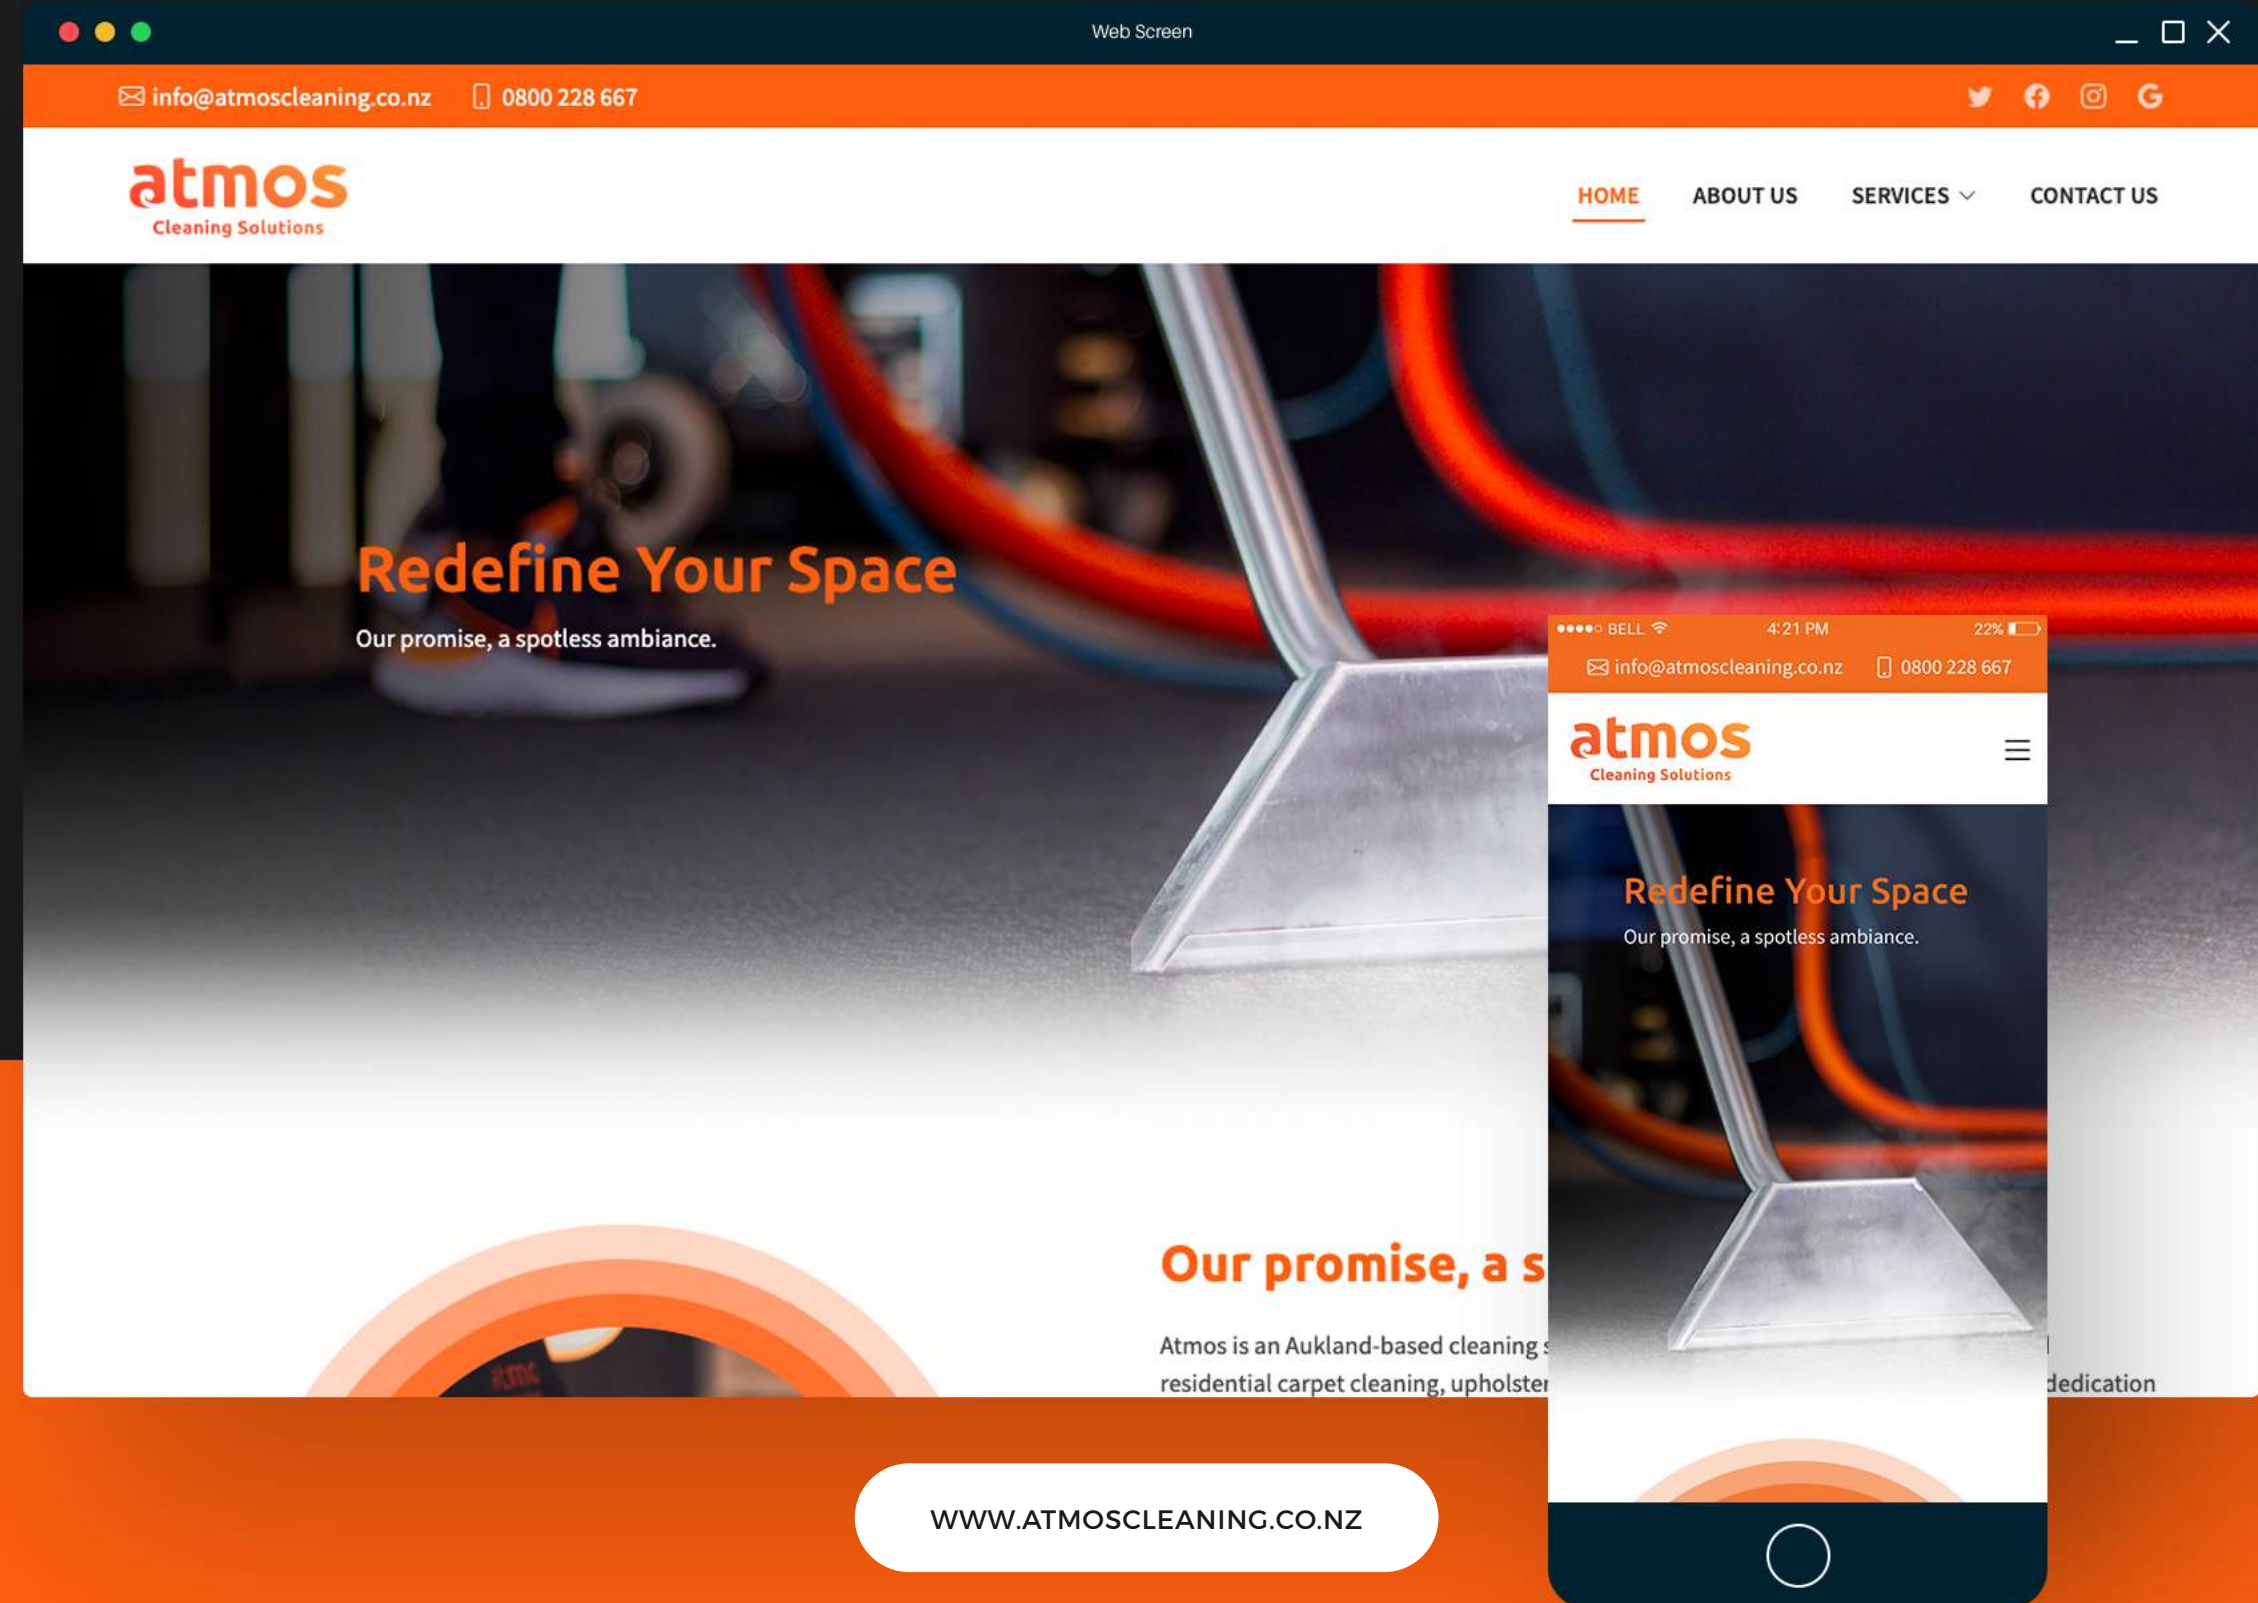 Web Screen
info@atmoscleaning.co.nz 0800 228 667
atmos
Cleaning Solutions
HOME ABOUT US SERVICES CONTACT US
Redefine Your Space
Our promise, a spotless ambiance.
Our promise, a s
Atmos is an Aukland-based cleaning s
residential carpet cleaning, upholster
dedication
BELL 4:21 PM 22%
info@atmoscleaning.co.nz 0800 228 667
atmos
Cleaning Solutions
Redefine Your Space
Our promise, a spotless ambiance.
WWW.ATMOSCLEANING.CO.NZ